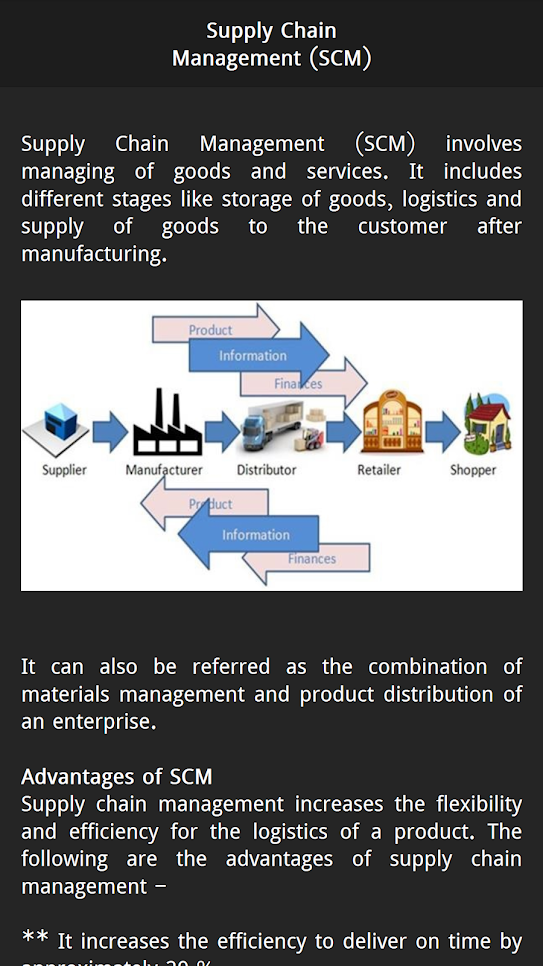 Supply Chain
Management (SCM)
Supply Chain Management (SCM) involves
managing of goods and services. It includes
different stages like storage of goods, logistics and
supply of goods to the customer after
manufacturing.
Product
Information
Finances
Supplier
Manufacturer
Distributor
Retailer
Shopper
Product
Information
Finances
It can also be referred as the combination of
materials management and product distribution of
an enterprise.
Advantages of SCM
Supply chain management increases the flexibility
and efficiency for the logistics of a product. The
following are the advantages of supply chain
management –
** It increases the efficiency to deliver on time by